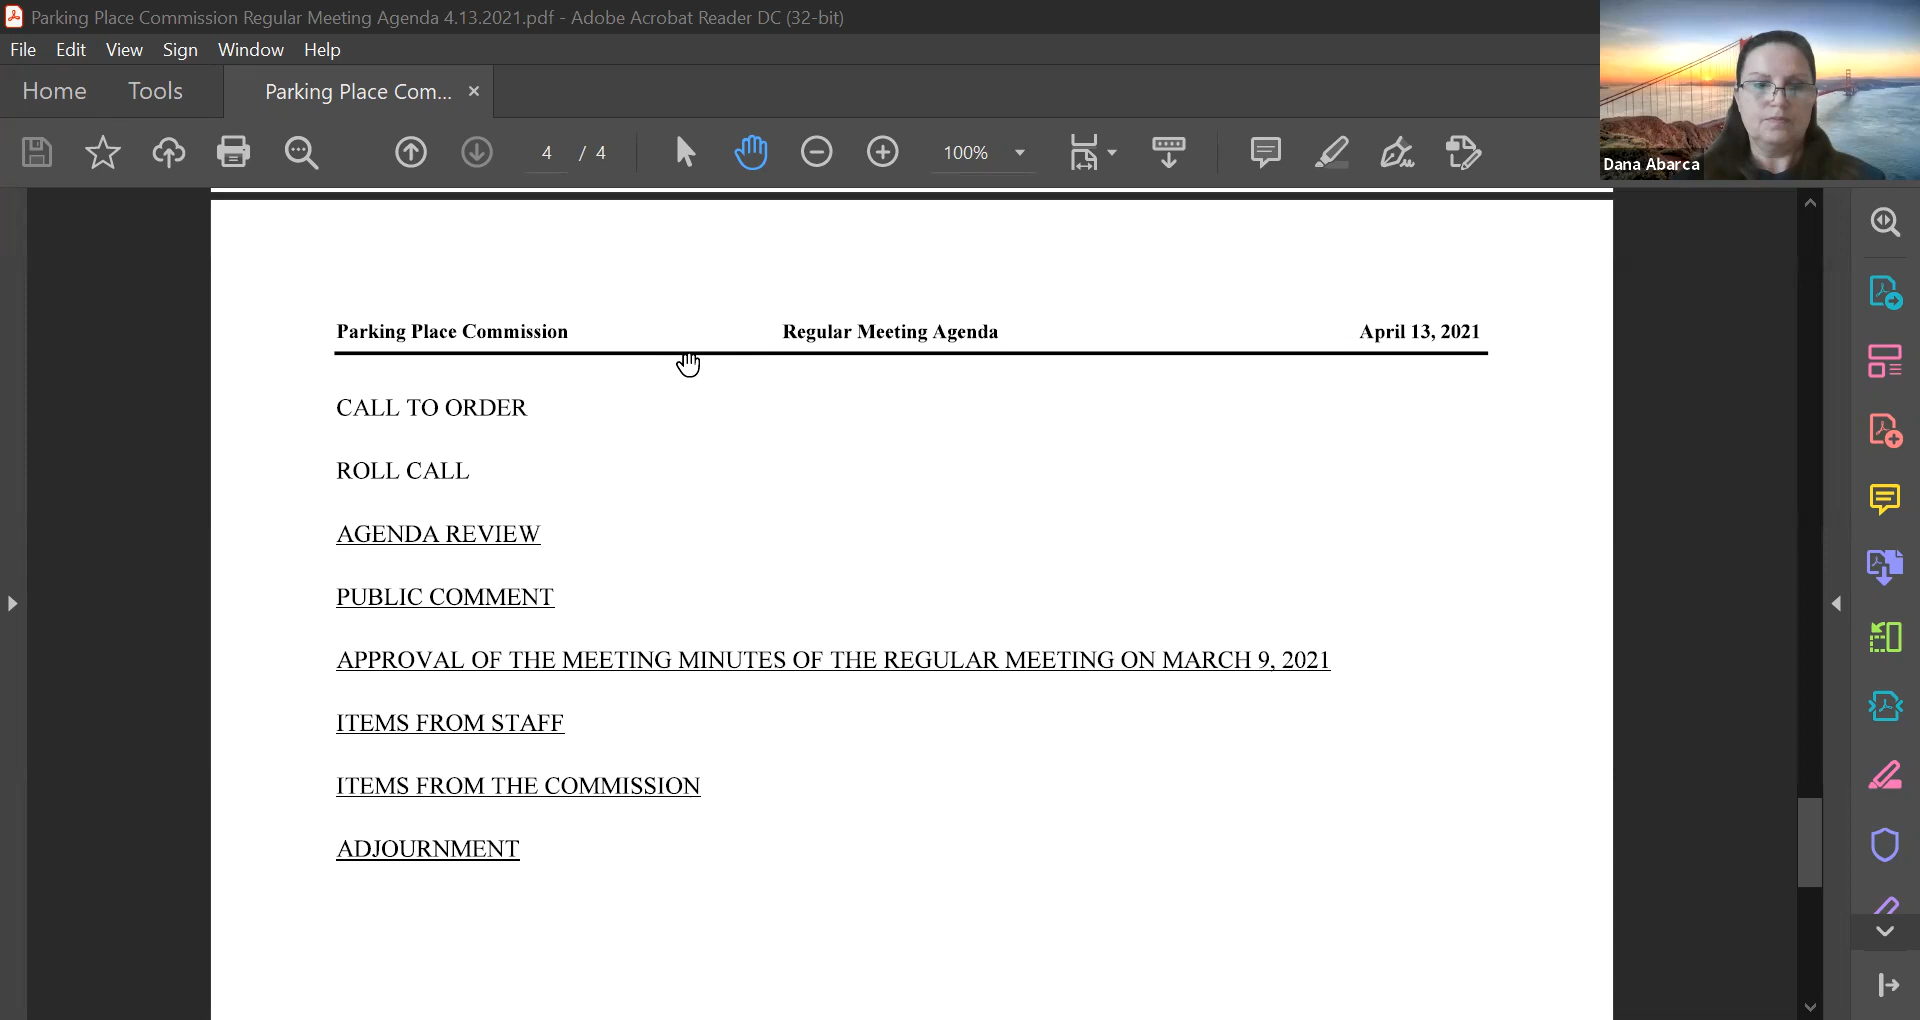 Parking Place Commission Regular Meeting Agenda 4.13.2021.pdf - Adobe Acrobat Reader DC (32-bit)
File Edit View Sign Window Help
Home Tools Parking Place Com... ×
4 / 4 100%
Dana Abarca
Parking Place Commission Regular Meeting Agenda April 13, 2021
CALL TO ORDER
ROLL CALL
AGENDA REVIEW
PUBLIC COMMENT
APPROVAL OF THE MEETING MINUTES OF THE REGULAR MEETING ON MARCH 9, 2021
ITEMS FROM STAFF
ITEMS FROM THE COMMISSION
ADJOURNMENT